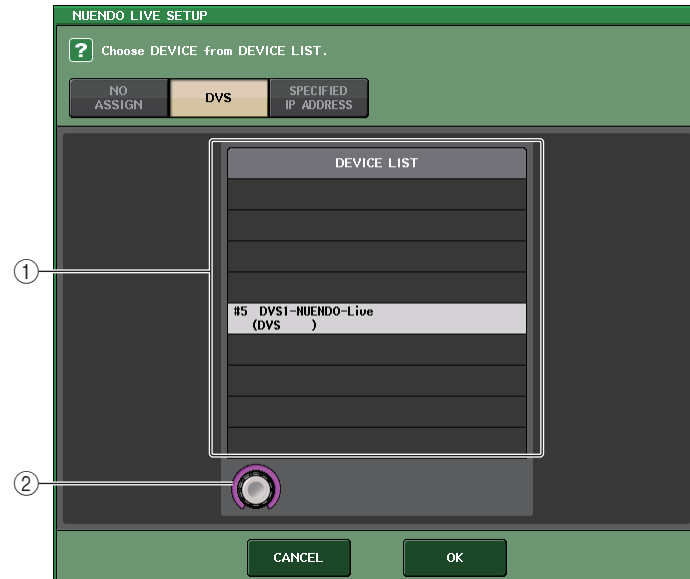 NUENDO LIVE SETUP
? Choose DEVICE from DEVICE LIST.
NO ASSIGN
DVS
SPECIFIED IP ADDRESS
DEVICE LIST
1
#5 DVS1-NUENDO-Live
(DVS )
2
CANCEL
OK